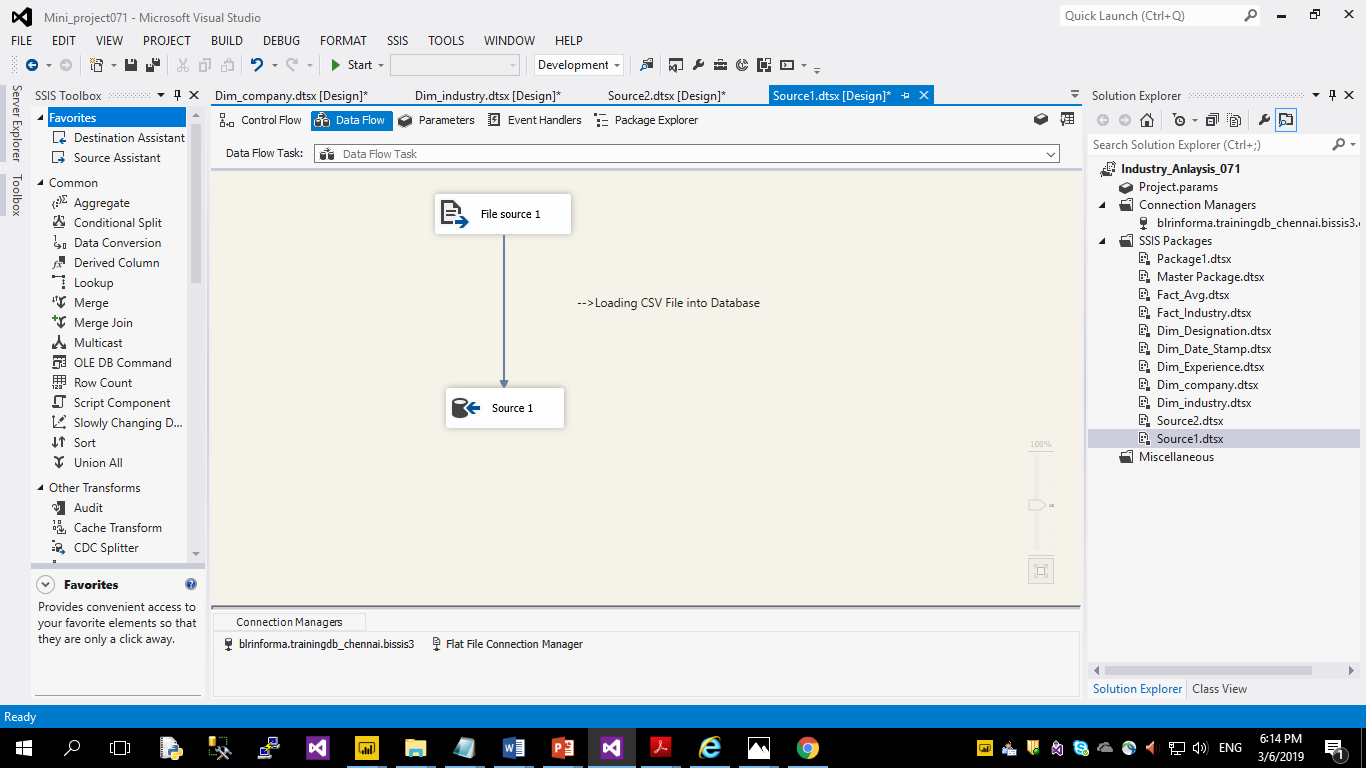 Mini_project071 - Microsoft Visual Studio
Quick Launch (Ctrl+Q)
FILE EDIT VIEW PROJECT BUILD DEBUG FORMAT SSIS TOOLS WINDOW HELP
Start Development
Server Explorer
Toolbox
SSIS Toolbox
Favorites
Destination Assistant
Source Assistant
Common
Aggregate
Conditional Split
Data Conversion
Derived Column
Lookup
Merge
Merge Join
Multicast
OLE DB Command
Row Count
Script Component
Slowly Changing D...
Sort
Union All
Other Transforms
Audit
Cache Transform
CDC Splitter
Favorites
Provides convenient access to
your favorite elements so that
they are only a click away.
Dim_company.dtsx [Design]* Dim_industry.dtsx [Design]* Source2.dtsx [Design]* Source1.dtsx [Design]*
Control Flow Data Flow Parameters Event Handlers Package Explorer
Data Flow Task: Data Flow Task
File source 1
-->Loading CSV File into Database
Source 1
100%
Connection Managers
blrinforma.trainingdb_chennai.bissis3 Flat File Connection Manager
Solution Explorer
Search Solution Explorer (Ctrl+;)
Industry_Anlaysis_071
Project.params
Connection Managers
blrinforma.trainingdb_chennai.bissis3.
SSIS Packages
Package1.dtsx
Master Package.dtsx
Fact_Avg.dtsx
Fact_Industry.dtsx
Dim_Designation.dtsx
Dim_Date_Stamp.dtsx
Dim_Experience.dtsx
Dim_company.dtsx
Dim_industry.dtsx
Source2.dtsx
Source1.dtsx
Miscellaneous
Solution Explorer Class View
Ready
ENG
6:14 PM
3/6/2019
1